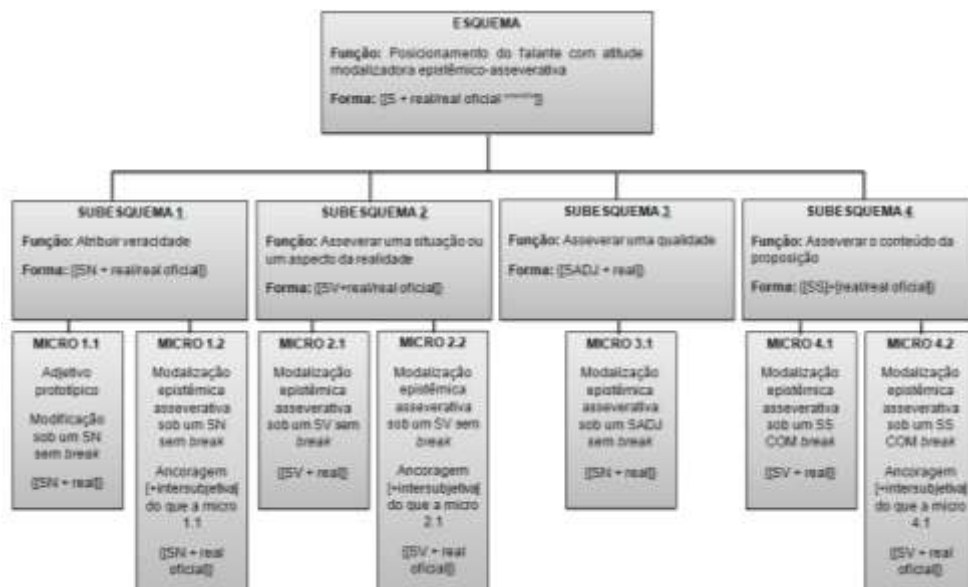 ESQUEMA
Função: Posicionamento do falante com atitude
modalizadora epistêmico-asseverativa
Forma: {[S + real/real oficial]}
SUBESQUEMA 1
Função: Atribuir veracidade
Forma: {[SN + real/real oficial]}
SUBESQUEMA 2
Função: Asseverar uma situação ou
um aspecto da realidade
Forma: {[SV+real/real oficial]}
SUBESQUEMA 3
Função: Asseverar uma qualidade
Forma: {[SADJ + real]}
SUBESQUEMA 4
Função: Asseverar o conteúdo da
proposição
Forma: {[SS]+[real/real oficial]}
MICRO 1.1
Adjetivo
prototípico
Modificação
sob um SN
sem break
{[SN + real]}
MICRO 1.2
Modalização
epistêmica
asseverativa
sob um SN
sem break
Ancoragem
[+intersubjetiva]
do que a micro
1.1
{[SN + real
oficial]}
MICRO 2.1
Modalização
epistêmica
asseverativa
sob um SV sem
break
{[SV + real]}
MICRO 2.2
Modalização
epistêmica
asseverativa
sob um SV sem
break
Ancoragem
[+intersubjetiva]
do que a micro
2.1
{[SV + real
oficial]}
MICRO 3.1
Modalização
epistêmica
asseverativa
sob um SADJ
sem break
{[SN + real]}
MICRO 4.1
Modalização
epistêmica
asseverativa
sob um SS
COM break
{[SV + real]}
MICRO 4.2
Modalização
epistêmica
asseverativa
sob um SS
COM break
Ancoragem
[+intersubjetiva]
do que a micro
4.1
{[SV + real
oficial]}